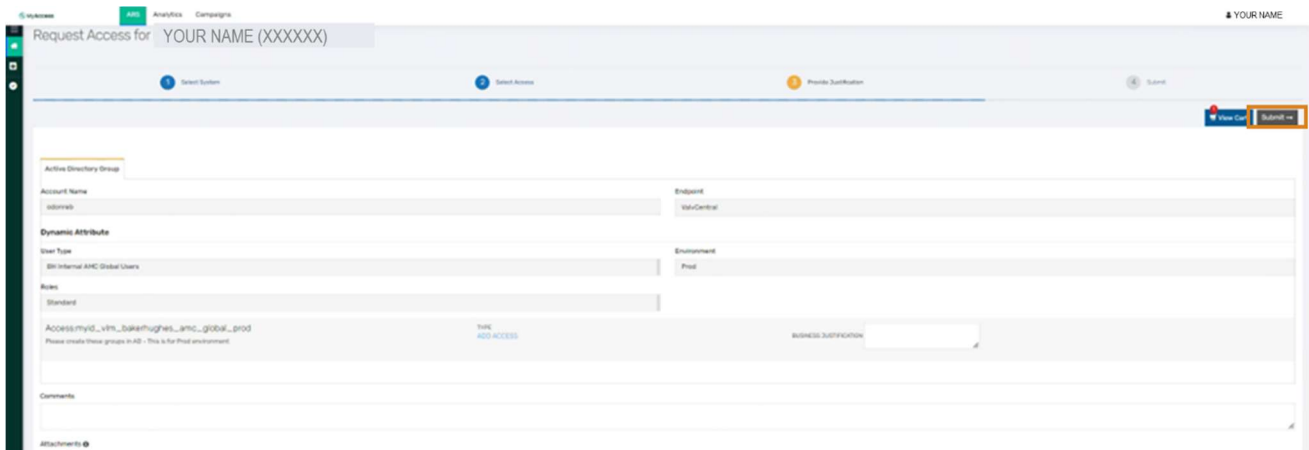 MyAccess
ARS Analytics Campaigns
YOUR NAME
Request Access for YOUR NAME (XXXXXX)
1 Select System
2 Select Access
3 Provide Justification
4 Submit
1
View Cart
Submit →
Active Directory Group
Account Name
odonneb
Endpoint
ValvCentral
Dynamic Attribute
User Type
BH Internal AMC Global Users
Environment
Prod
Roles
Standard
Access:myid_vlm_bakerhughes_amc_global_prod
Please create these groups in AD - This is for Prod environment
TYPE
ADD ACCESS
BUSINESS JUSTIFICATION
Comments
Attachments